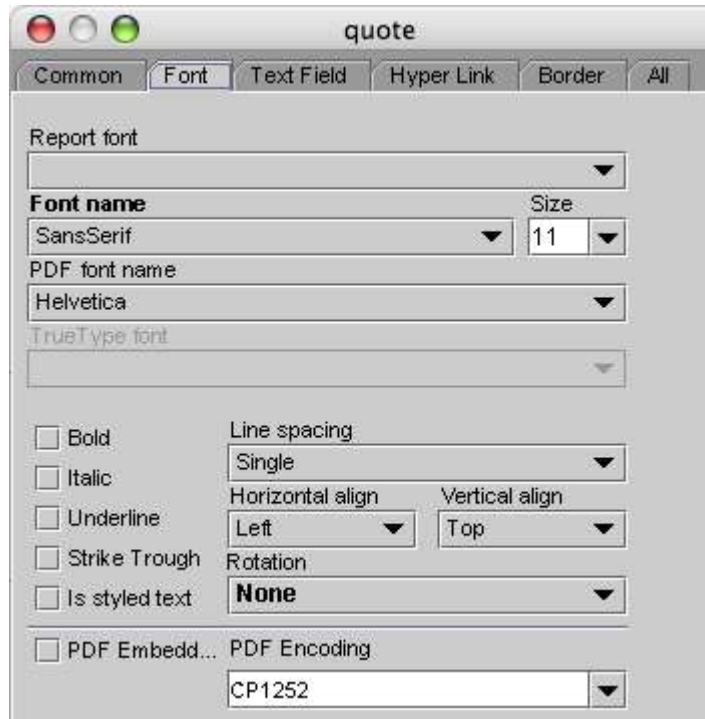 quote
Common Font Text Field Hyper Link Border All
Report font
Font name Size
SansSerif 11
PDF font name
Helvetica
TrueType font
Bold Line spacing
Single
Italic
Horizontal align Vertical align
Underline Left Top
Strike Trough Rotation
Is styled text None
PDF Embedd... PDF Encoding
CP1252